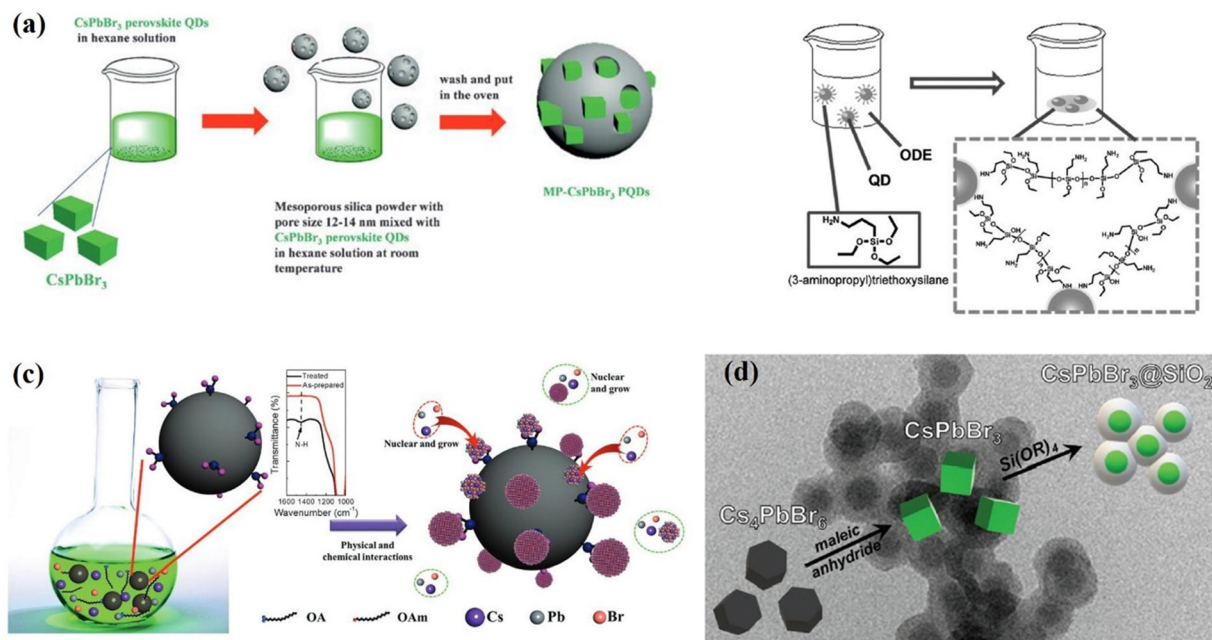 (a)
CsPbBr3 perovskite QDs
in hexane solution
CsPbBr3
Mesoporous silica powder with
pore size 12-14 nm mixed with
CsPbBr3 perovskite QDs
in hexane solution at room
temperature
wash and put
in the oven
MP-CsPbBr3 PQDs
ODE
QD
H2N
O
Si
O
O
(3-aminopropyl)triethoxysilane
(c)
Treated
As-prepared
Transmittance (%)
N-H
1600 1400 1200 1000
Wavenumber (cm-1)
Physical and
chemical interactions
Nuclear and grow
Nuclear
and grow
OA
OAm
Cs
Pb
Br
(d)
Cs4PbBr6
maleic
anhydride
CsPbBr3
Si(OR)4
CsPbBr3@SiO2